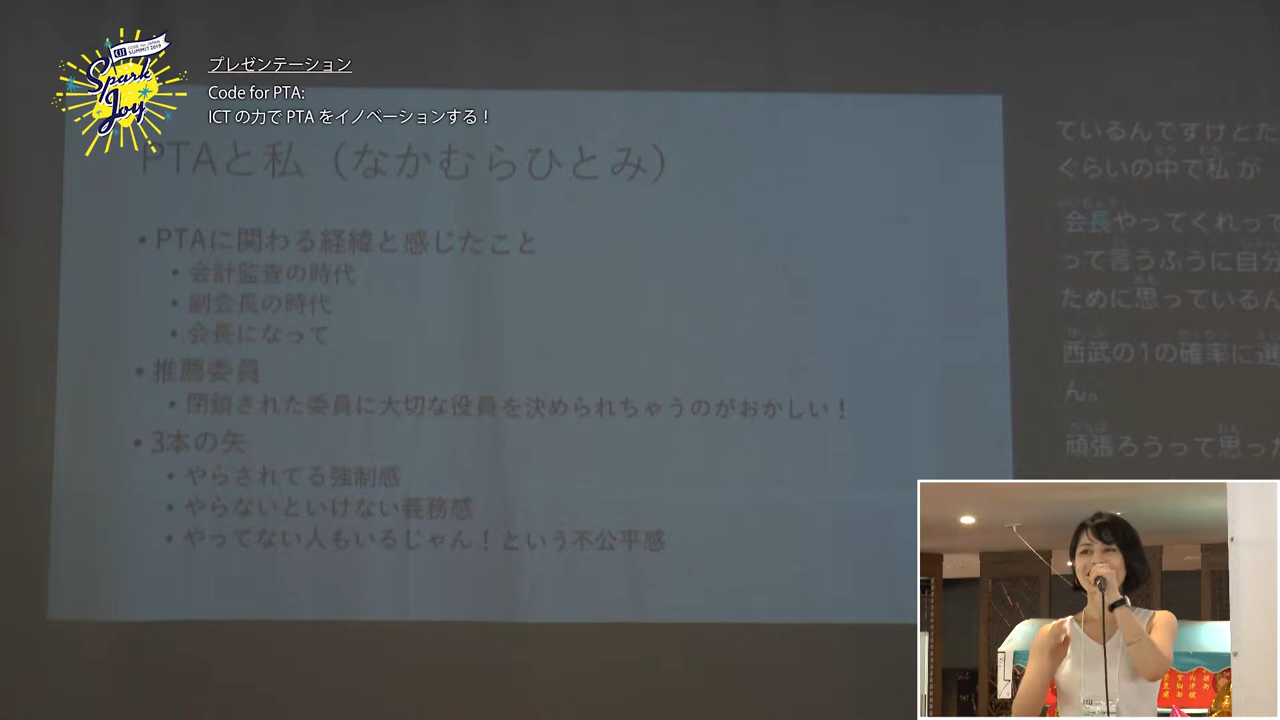 CODE for JAPAN
SUMMIT 2019
Spark
Joy
プレゼンテーション
Code for PTA:
ICT の力で PTA をイノベーションする！
PTAと私（なかむらひとみ）
• PTAに関わる経緯と感じたこと
• 会計監査の時代
• 副会長の時代
• 会長になって
• 推薦委員
• 閉鎖された委員に大切な役員を決められちゃうのがおかしい！
• 3本の矢
• やらされてる強制感
• やらないといけない義務感
• やってない人もいるじゃん！という不公平感
ているんですけどた
ぐらいの中で私 が
会長やってくれって
って言うふうに自分
ために思っているん
西武の1の確率に選
ん。
頑張ろうって思った